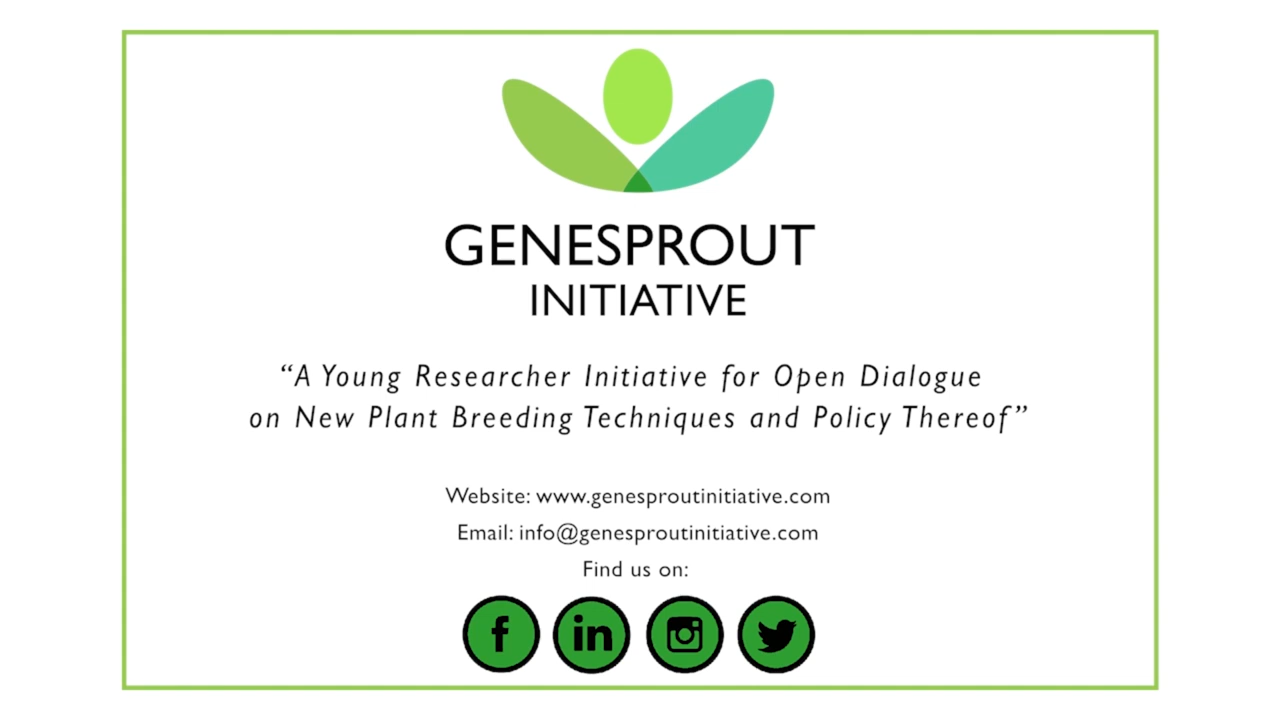 GENESPROUT
INITIATIVE
“A Young Researcher Initiative for Open Dialogue
on New Plant Breeding Techniques and Policy Thereof”
Website: www.genesproutinitiative.com
Email: info@genesproutinitiative.com
Find us on:
f in